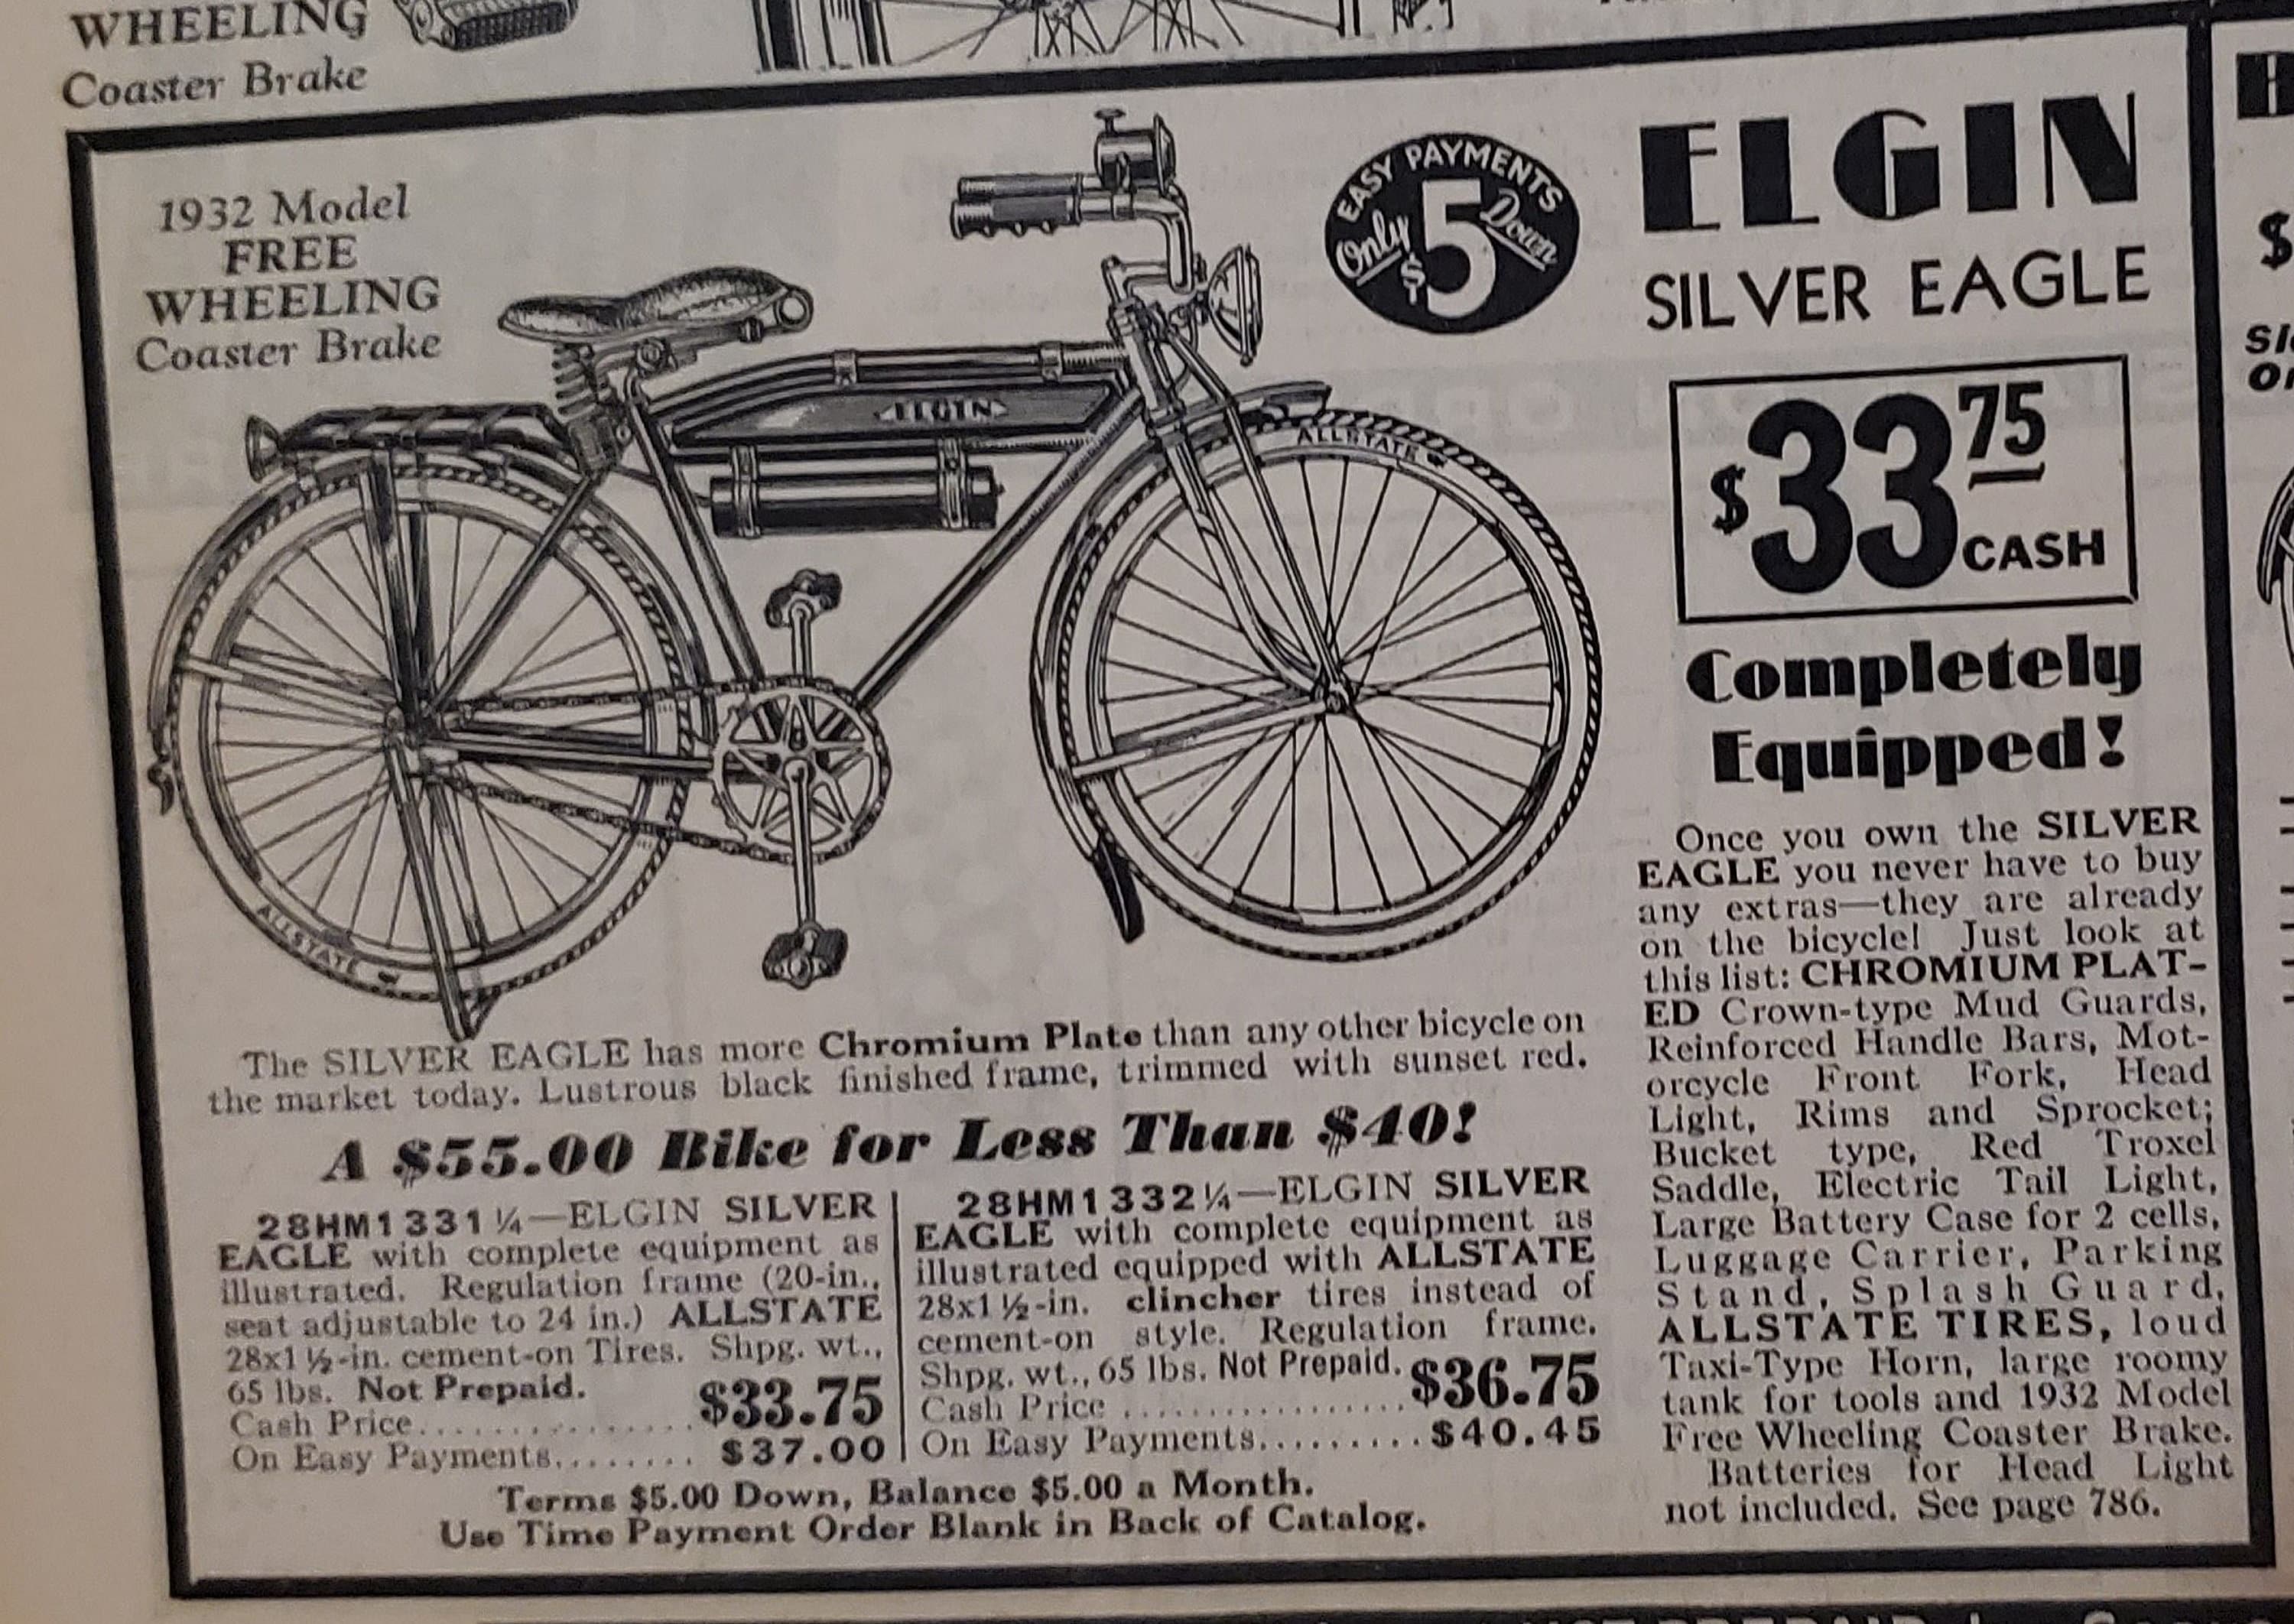 WHEELING
Coaster Brake
1932 Model
FREE
WHEELING
Coaster Brake
ELGIN
ALLSTATE
ALLSTATE
EASY PAYMENTS
Only $5 Down
ELGIN
SILVER EAGLE
$33 75
CASH
Completely
Equipped!
Once you own the SILVER
EAGLE you never have to buy
any extras—they are already
on the bicycle! Just look at
this list: CHROMIUM PLAT-
ED Crown-type Mud Guards,
Reinforced Handle Bars, Mot-
orcycle Front Fork, Head
Light, Rims and Sprocket;
Bucket type, Red Troxel
Saddle, Electric Tail Light,
Large Battery Case for 2 cells,
Luggage Carrier, Parking
Stand, Splash Guard,
ALLSTATE TIRES, loud
Taxi-Type Horn, large roomy
tank for tools and 1932 Model
Free Wheeling Coaster Brake.
Batteries for Head Light
not included. See page 786.
The SILVER EAGLE has more Chromium Plate than any other bicycle on
the market today. Lustrous black finished frame, trimmed with sunset red.
A $55.00 Bike for Less Than $40!
28HM1331¼—ELGIN SILVER
EAGLE with complete equipment as
illustrated. Regulation frame (20-in.,
seat adjustable to 24 in.) ALLSTATE
28x1½-in. cement-on Tires. Shpg. wt.,
65 lbs. Not Prepaid.
Cash Price................$33.75
On Easy Payments........ $37.00
28HM1332¼—ELGIN SILVER
EAGLE with complete equipment as
illustrated equipped with ALLSTATE
28x1½-in. clincher tires instead of
cement-on style. Regulation frame.
Shpg. wt., 65 lbs. Not Prepaid.
Cash Price .................$36.75
On Easy Payments.........$40.45
Terms $5.00 Down, Balance $5.00 a Month.
Use Time Payment Order Blank in Back of Catalog.